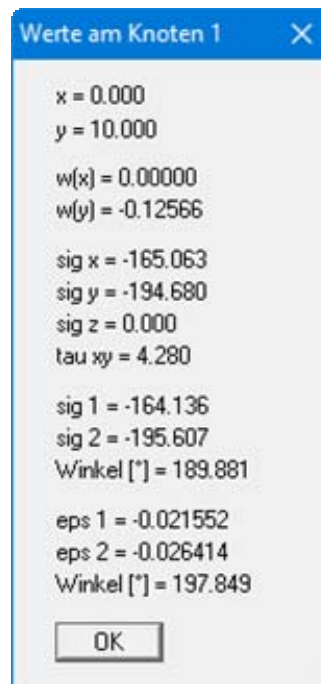 Werte am Knoten 1
x = 0.000
y = 10.000
w(x) = 0.00000
w(y) = -0.12566
sig x = -165.063
sig y = -194.680
sig z = 0.000
tau xy = 4.280
sig 1 = -164.136
sig 2 = -195.607
Winkel [°] = 189.881
eps 1 = -0.021552
eps 2 = -0.026414
Winkel [°] = 197.849
OK